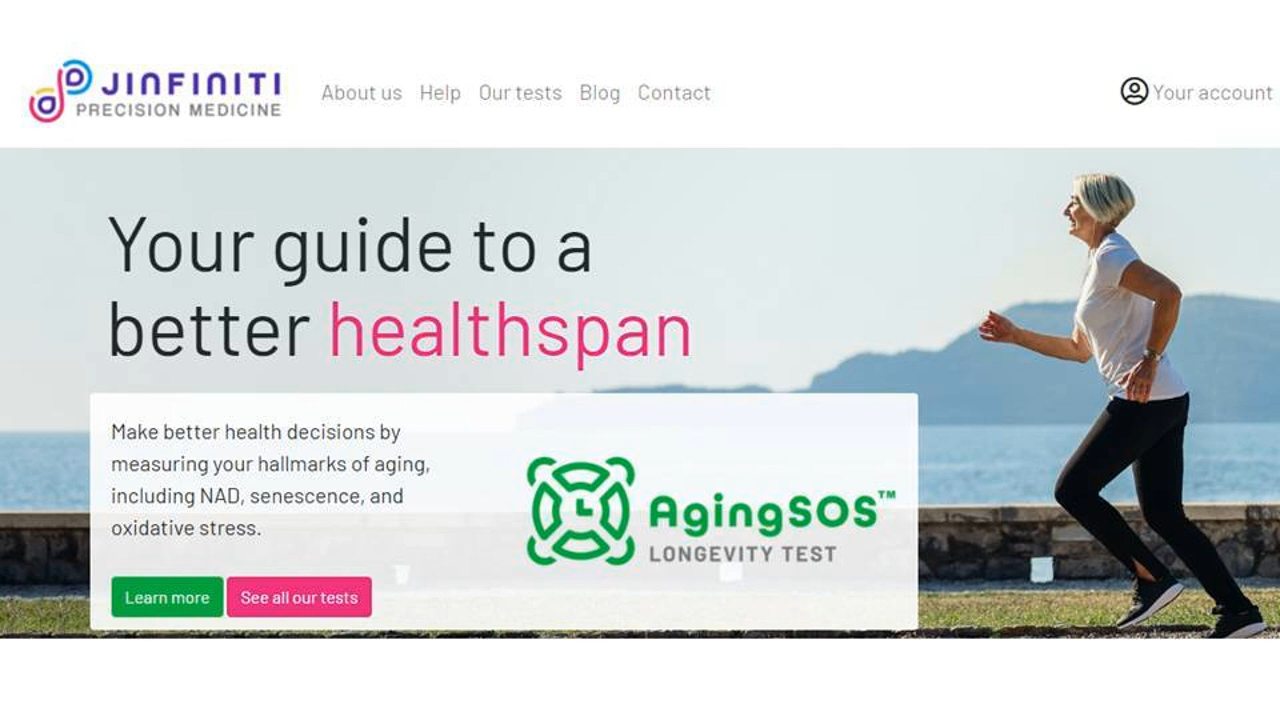 JINFINITI
PRECISION MEDICINE
About us Help Our tests Blog Contact
Your account
Your guide to a
better healthspan
Make better health decisions by
measuring your hallmarks of aging,
including NAD, senescence, and
oxidative stress.
AgingSOS™
LONGEVITY TEST
Learn more See all our tests